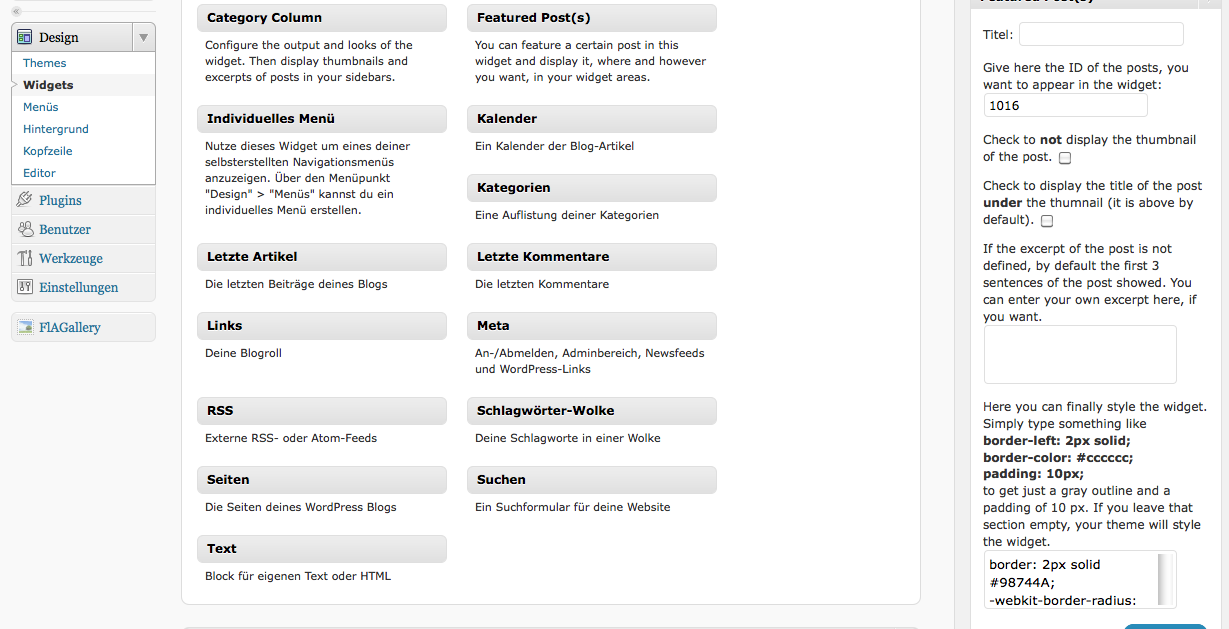 Design
Themes
Widgets
Menüs
Hintergrund
Kopfzeile
Editor
Plugins
Benutzer
Werkzeuge
Einstellungen
FlAGallery
Category Column
Configure the output and looks of the
widget. Then display thumbnails and
excerpts of posts in your sidebars.
Featured Post(s)
You can feature a certain post in this
widget and display it, where and however
you want, in your widget areas.
Individuelles Menü
Nutze dieses Widget um eines deiner
selbsterstellten Navigationsmenüs
anzuzeigen. Über den Menüpunkt
"Design" > "Menüs" kannst du ein
individuelles Menü erstellen.
Kalender
Ein Kalender der Blog-Artikel
Kategorien
Eine Auflistung deiner Kategorien
Letzte Artikel
Die letzten Beiträge deines Blogs
Letzte Kommentare
Die letzten Kommentare
Links
Deine Blogroll
Meta
An-/Abmelden, Adminbereich, Newsfeeds
und WordPress-Links
RSS
Externe RSS- oder Atom-Feeds
Schlagwörter-Wolke
Deine Schlagworte in einer Wolke
Seiten
Die Seiten deines WordPress Blogs
Suchen
Ein Suchformular für deine Website
Text
Block für eigenen Text oder HTML
Featured Post(s)
Titel:
Give here the ID of the posts, you
want to appear in the widget:
1016
Check to not display the thumbnail
of the post.
Check to display the title of the post
under the thumnail (it is above by
default).
If the excerpt of the post is not
defined, by default the first 3
sentences of the post showed. You
can enter your own excerpt here, if
you want.
Here you can finally style the widget.
Simply type something like
border-left: 2px solid;
border-color: #cccccc;
padding: 10px;
to get just a gray outline and a
padding of 10 px. If you leave that
section empty, your theme will style
the widget.
border: 2px solid
#98744A;
-webkit-border-radius: